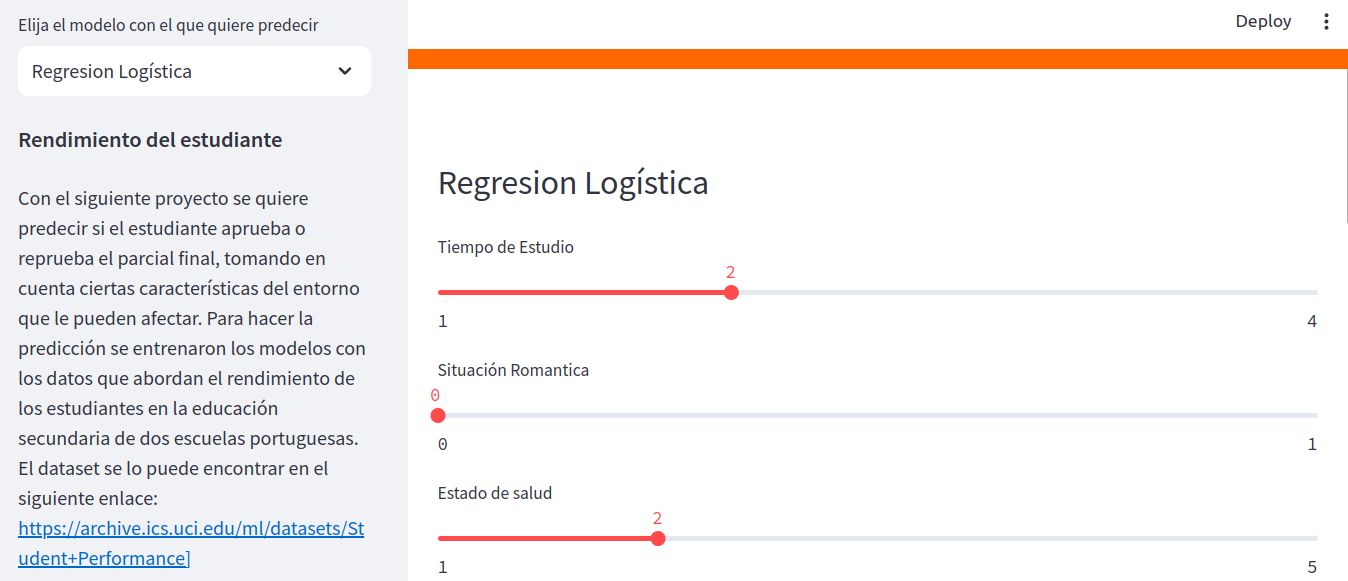 Elija el modelo con el que quiere predecir
Regresion Logística
Rendimiento del estudiante
Con el siguiente proyecto se quiere
predecir si el estudiante aprueba o
reprueba el parcial final, tomando en
cuenta ciertas características del entorno
que le pueden afectar. Para hacer la
predicción se entrenaron los modelos con
los datos que abordan el rendimiento de
los estudiantes en la educación
secundaria de dos escuelas portuguesas.
El dataset se lo puede encontrar en el
siguiente enlace:
https://archive.ics.uci.edu/ml/datasets/St
udent+Performance]
Deploy
Regresion Logística
Tiempo de Estudio
2
1 4
Situación Romantica
0
0 1
Estado de salud
2
1 5